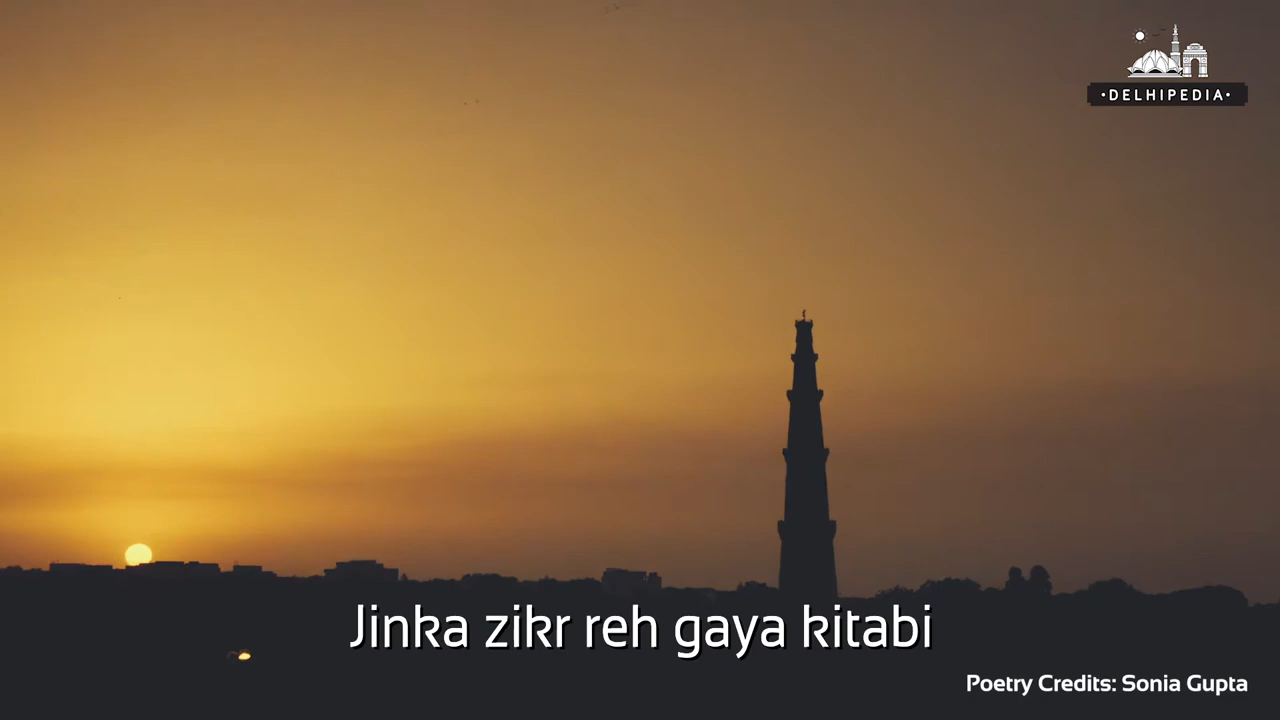 •DELHIPEDIA•
Jinka zikr reh gaya kitabi
Poetry Credits: Sonia Gupta